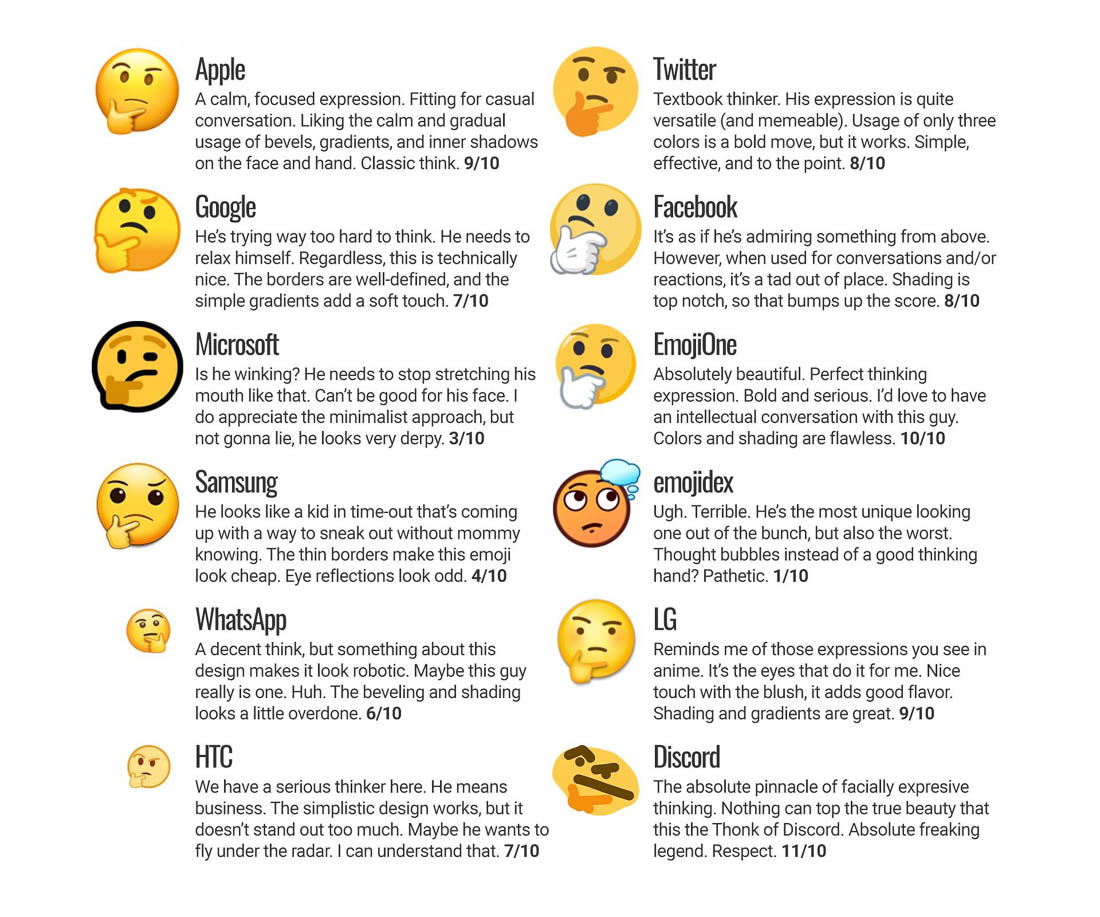 Apple
A calm, focused expression. Fitting for casual
conversation. Liking the calm and gradual
usage of bevels, gradients, and inner shadows
on the face and hand. Classic think. 9/10
Google
He's trying way too hard to think. He needs to
relax himself. Regardless, this is technically
nice. The borders are well-defined, and the
simple gradients add a soft touch. 7/10
Microsoft
Is he winking? He needs to stop stretching his
mouth like that. Can't be good for his face. I
do appreciate the minimalist approach, but
not gonna lie, he looks very derpy. 3/10
Samsung
He looks like a kid in time-out that's coming
up with a way to sneak out without mommy
knowing. The thin borders make this emoji
look cheap. Eye reflections look odd. 4/10
WhatsApp
A decent think, but something about this
design makes it look robotic. Maybe this guy
really is one. Huh. The beveling and shading
looks a little overdone. 6/10
HTC
We have a serious thinker here. He means
business. The simplistic design works, but it
doesn't stand out too much. Maybe he wants to
fly under the radar. I can understand that. 7/10
Twitter
Textbook thinker. His expression is quite
versatile (and memeable). Usage of only three
colors is a bold move, but it works. Simple,
effective, and to the point. 8/10
Facebook
It's as if he's admiring something from above.
However, when used for conversations and/or
reactions, it's a tad out of place. Shading is
top notch, so that bumps up the score. 8/10
EmojiOne
Absolutely beautiful. Perfect thinking
expression. Bold and serious. I'd love to have
an intellectual conversation with this guy.
Colors and shading are flawless. 10/10
emojidex
Ugh. Terrible. He's the most unique looking
one out of the bunch, but also the worst.
Thought bubbles instead of a good thinking
hand? Pathetic. 1/10
LG
Reminds me of those expressions you see in
anime. It's the eyes that do it for me. Nice
touch with the blush, it adds good flavor.
Shading and gradients are great. 9/10
Discord
The absolute pinnacle of facially expresive
thinking. Nothing can top the true beauty that
this the Thonk of Discord. Absolute freaking
legend. Respect. 11/10